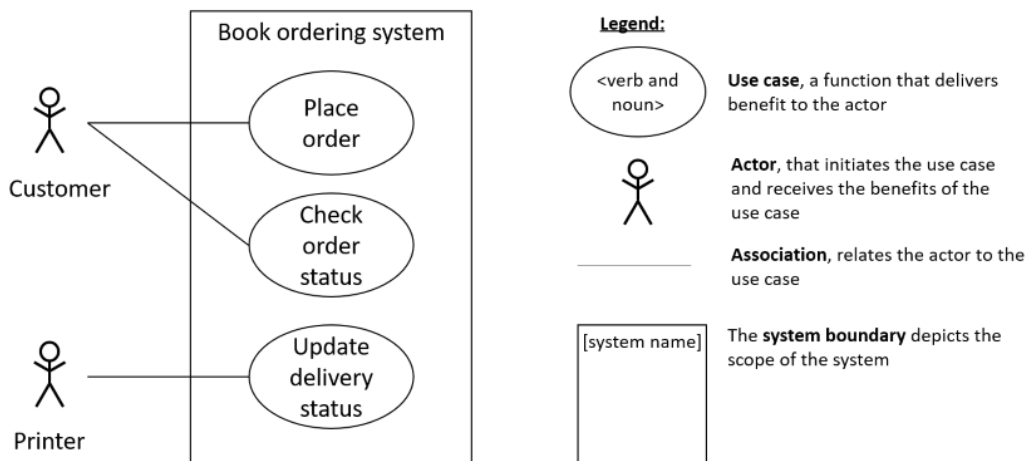 Book ordering system
Place
order
Customer
Check
order
status
Update
delivery
status
Printer
Legend:
<verb and
noun>
Use case, a function that delivers
benefit to the actor
Actor, that initiates the use case
and receives the benefits of the
use case
Association, relates the actor to the
use case
[system name]
The system boundary depicts the
scope of the system